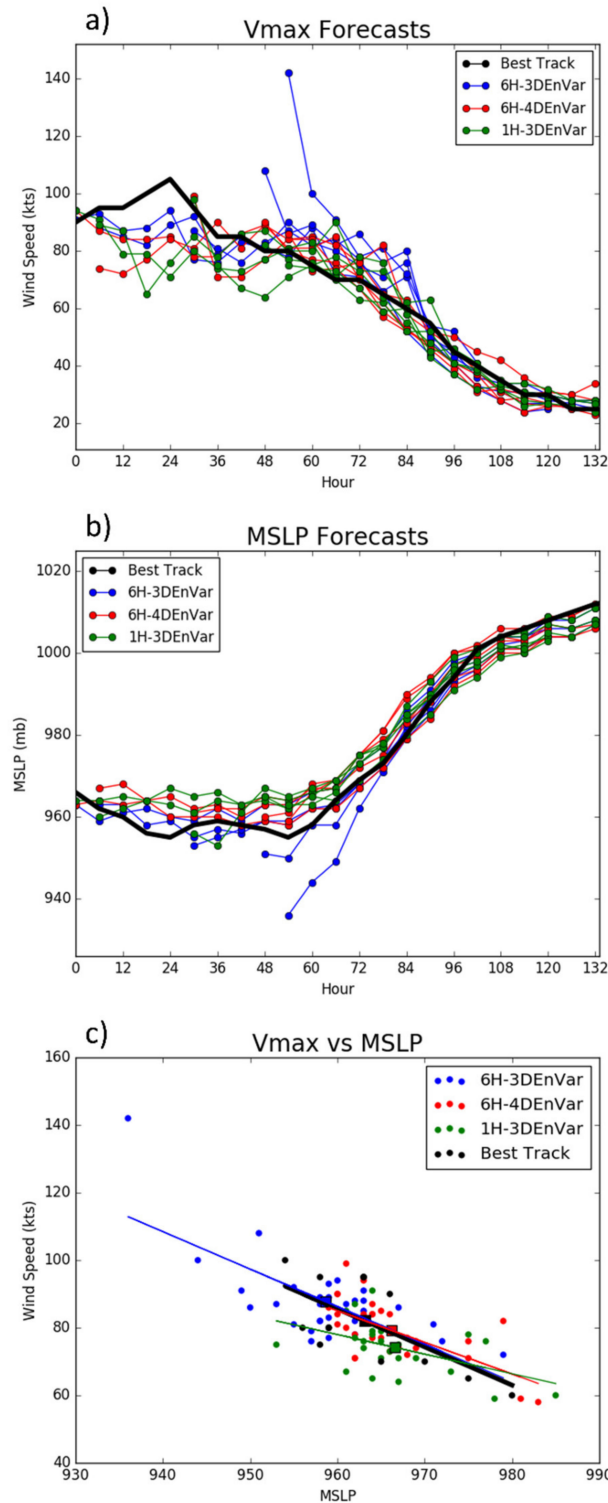 a)
Vmax Forecasts
Best Track
6H-3DEnVar
6H-4DEnVar
1H-3DEnVar
140
120
100
80
60
40
20
Wind Speed (kts)
0 12 24 36 48 60 72 84 96 108 120 132
Hour
b)
MSLP Forecasts
Best Track
6H-3DEnVar
6H-4DEnVar
1H-3DEnVar
1020
1000
980
960
940
MSLP (mb)
0 12 24 36 48 60 72 84 96 108 120 132
Hour
c)
Vmax vs MSLP
6H-3DEnVar
6H-4DEnVar
1H-3DEnVar
Best Track
160
140
120
100
80
60
40
Wind Speed (kts)
930 940 950 960 970 980 990
MSLP